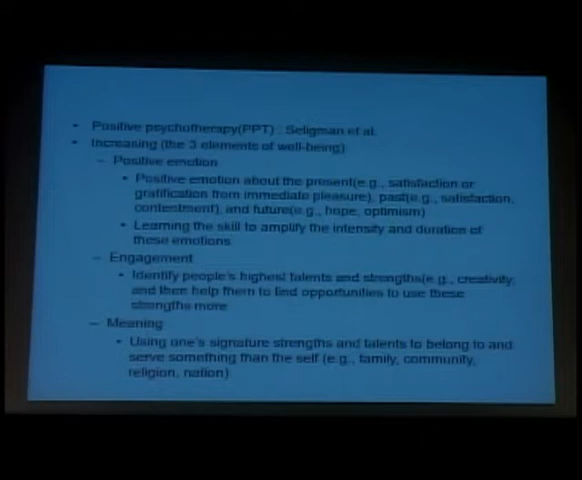 • Positive psychotherapy(PPT) : Seligman et al.
• Increasing (the 3 elements of well-being)
– Positive emotion
• Positive emotion about the present(e.g., satisfaction or
gratification from immediate pleasure), past(e.g., satisfaction,
contentment), and future(e.g., hope, optimism)
• Learning the skill to amplify the intensity and duration of
these emotions
– Engagement
• Identify people's highest talents and strengths(e.g., creativity,
and then help them to find opportunities to use these
strengths more
– Meaning
• Using one's signature strengths and talents to belong to and
serve something than the self (e.g., family, community,
religion, nation)